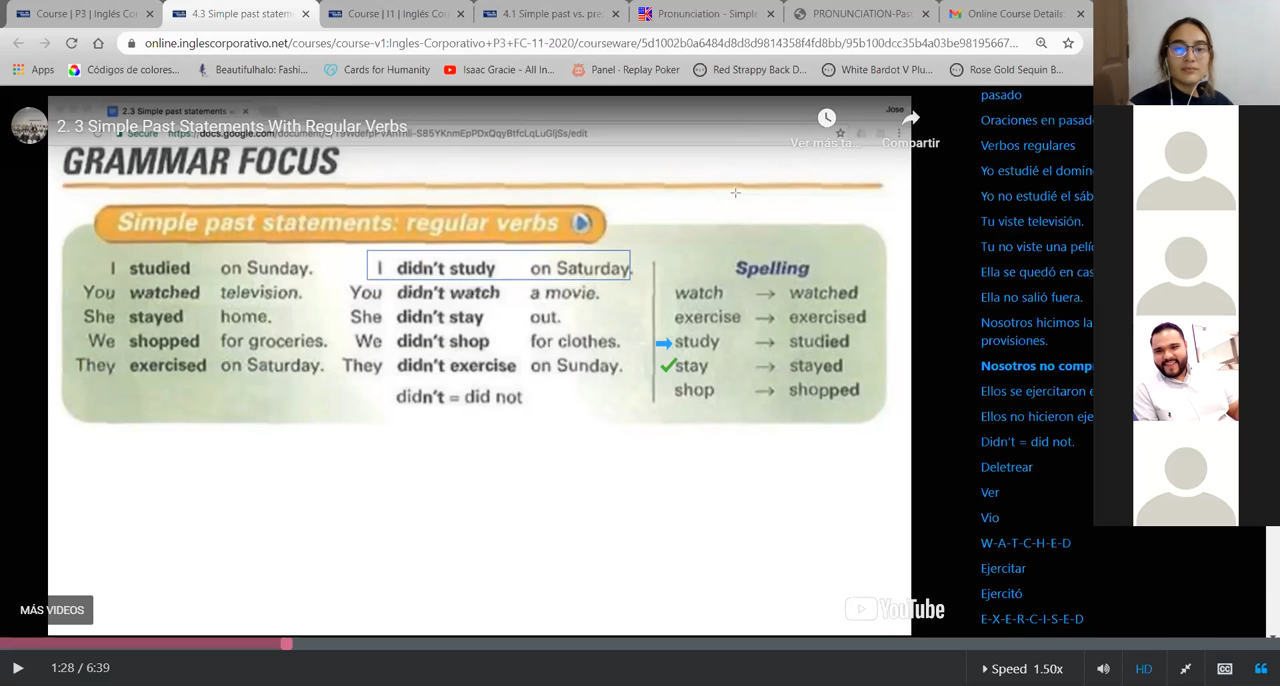 Course | P3 | Inglés Co
4.3 Simple past statem
Course | I1 | Inglés Co
4.1 Simple past vs. pre
Pronunciation - Simple
PRONUNCIATION-Pas
Online Course Details:
online.inglescorporativo.net/courses/course-v1:Ingles-Corporativo+P3+FC-11-2020/courseware/5d1002b0a6484d8d8d9814358f4fd8bb/95b100dcc35b4a03be98195667...
Apps
Códigos de colores...
Beautifulhalo: Fashi...
Cards for Humanity
Isaac Gracie - All In...
Panel · Replay Poker
Red Strappy Back D...
White Bardot V Plu...
Rose Gold Sequin B...
2.3 Simple past statements
Jose
2. 3 Simple Past Statements With Regular Verbs
Secure
Ver más ta...
Compartir
GRAMMAR FOCUS
Simple past statements: regular verbs
I studied on Sunday. I didn't study on Saturday.
You watched television. You didn't watch a movie.
She stayed home. She didn't stay out.
We shopped for groceries. We didn't shop for clothes.
They exercised on Saturday. They didn't exercise on Sunday.
didn't = did not
Spelling
watch → watched
exercise → exercised
study → studied
stay → stayed
shop → shopped
MÁS VIDEOS
YouTube
pasado
Oraciones en pasad
Verbos regulares
Yo estudié el domin
Yo no estudié el sáb
Tu viste televisión.
Tu no viste una pelí
Ella se quedó en cas
Ella no salió fuera.
Nosotros hicimos la
provisiones.
Nosotros no comp
Ellos se ejercitaron e
Ellos no hicieron eje
Didn't = did not.
Deletrear
Ver
Vio
W-A-T-C-H-E-D
Ejercitar
Ejercitó
E-X-E-R-C-I-S-E-D
1:28 / 6:39
Speed 1.50x
HD
CC